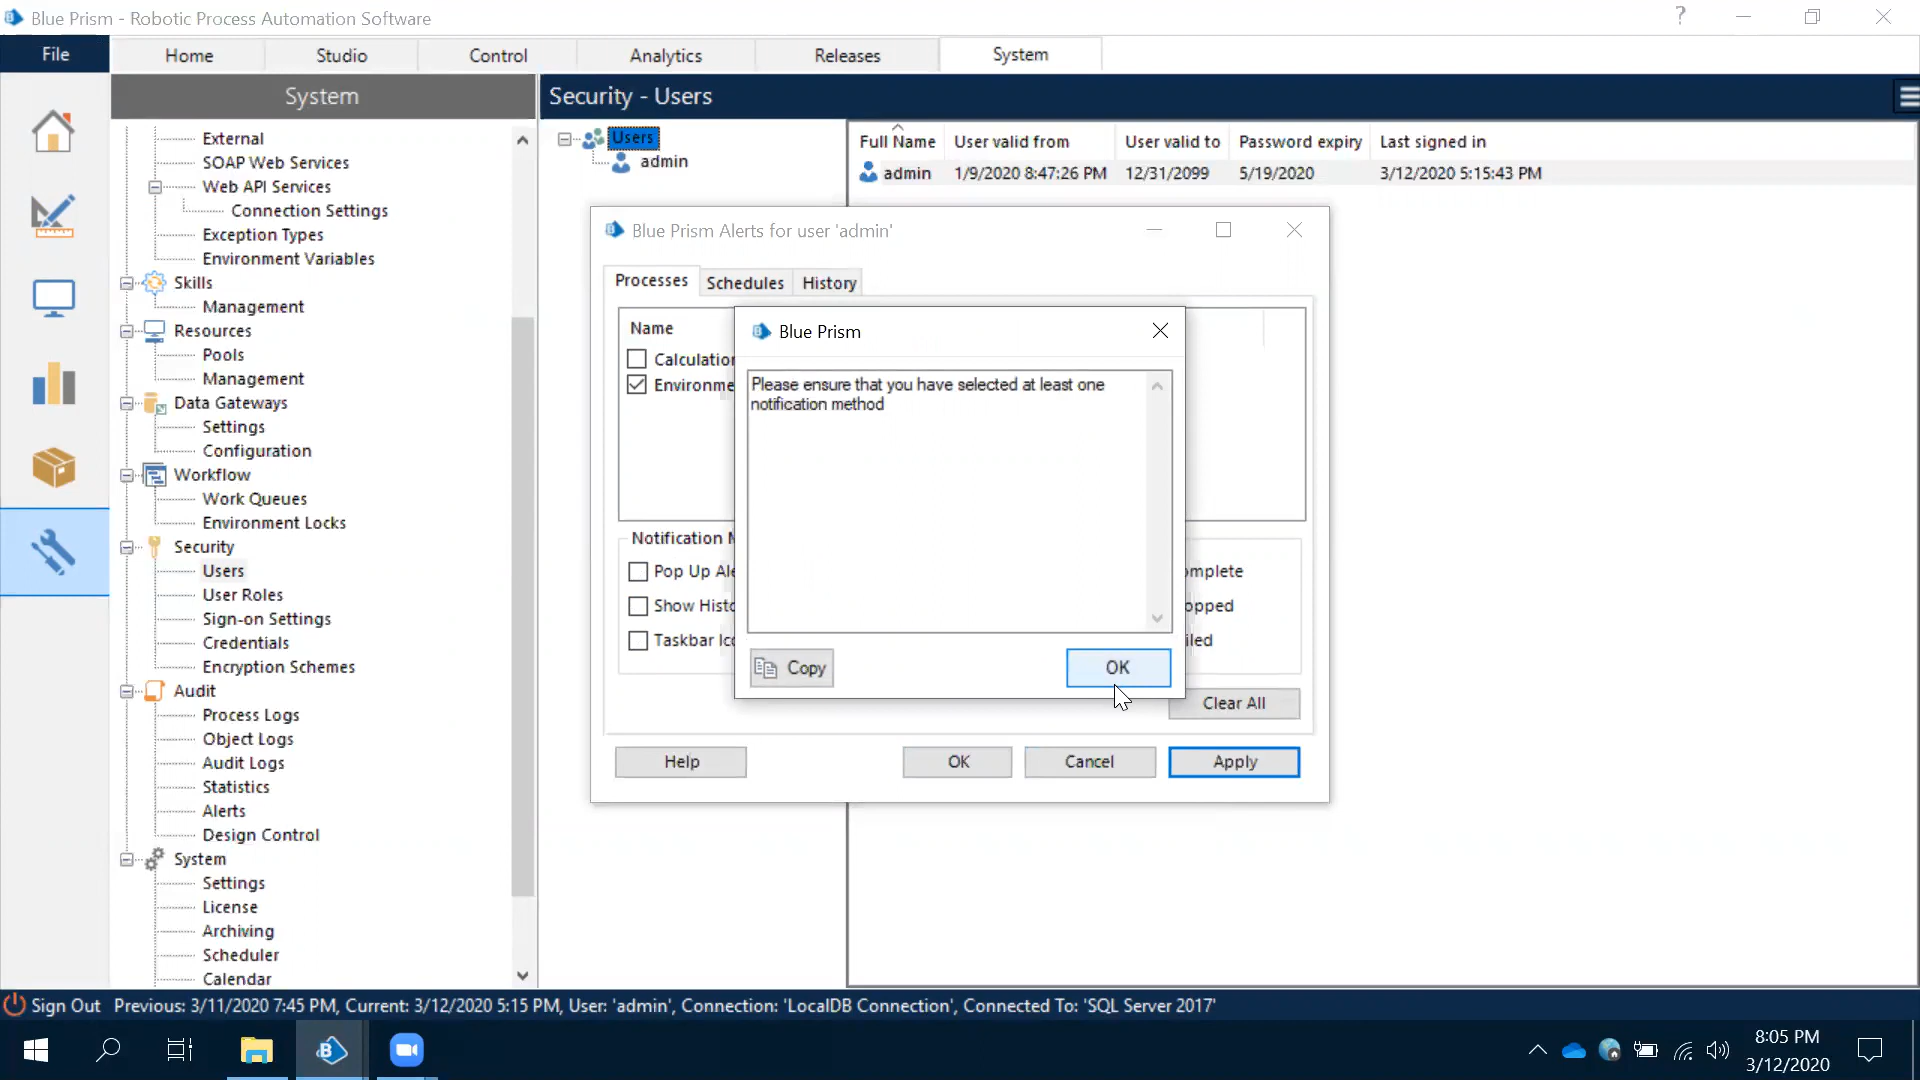 Blue Prism - Robotic Process Automation Software
?
File
Home
Studio
Control
Analytics
Releases
System
System
Security - Users
External
SOAP Web Services
Web API Services
Connection Settings
Exception Types
Environment Variables
Skills
Management
Resources
Pools
Management
Data Gateways
Settings
Configuration
Workflow
Work Queues
Environment Locks
Security
Users
User Roles
Sign-on Settings
Credentials
Encryption Schemes
Audit
Process Logs
Object Logs
Audit Logs
Statistics
Alerts
Design Control
System
Settings
License
Archiving
Scheduler
Calendar
Users
admin
Full Name User valid from User valid to Password expiry Last signed in
admin 1/9/2020 8:47:26 PM 12/31/2099 5/19/2020 3/12/2020 5:15:43 PM
Blue Prism Alerts for user 'admin'
Processes Schedules History
Name
Calculation
Environme
Notification M
Pop Up Ale
Show Histo
Taskbar Ico
omplete
opped
iled
Clear All
Help
OK
Cancel
Apply
Blue Prism
Please ensure that you have selected at least one
notification method
Copy
OK
Sign Out Previous: 3/11/2020 7:45 PM, Current: 3/12/2020 5:15 PM, User: 'admin', Connection: 'LocalDB Connection', Connected To: 'SQL Server 2017'
8:05 PM
3/12/2020